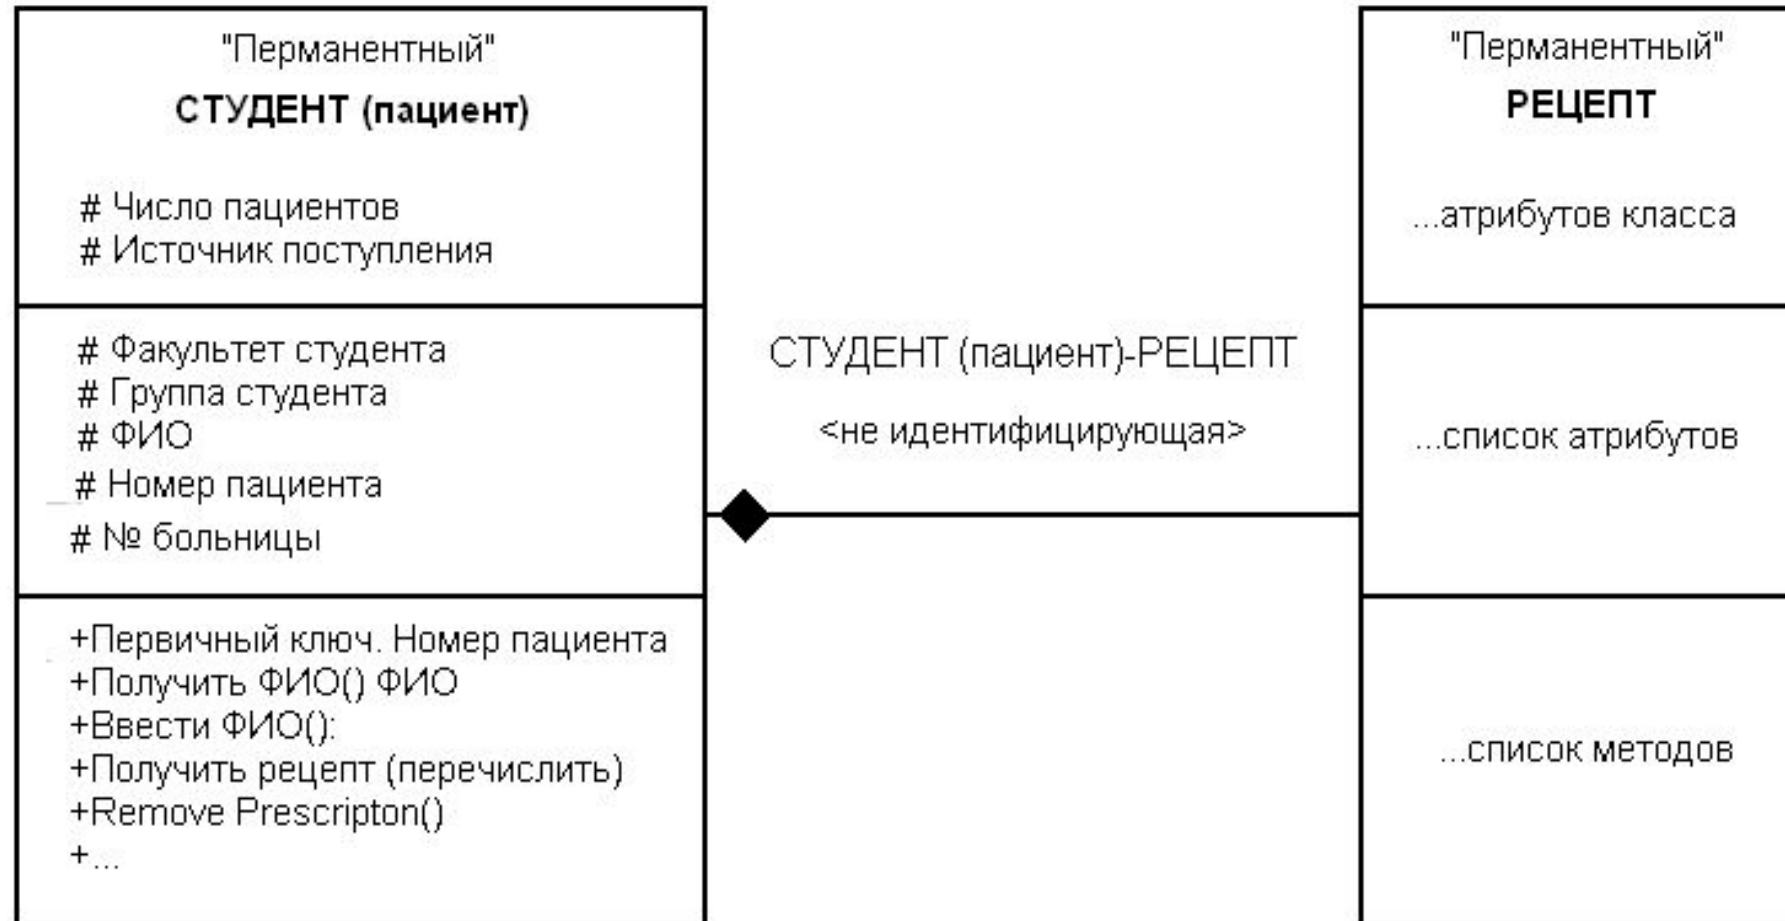 "Перманентный"
СТУДЕНТ (пациент)
# Число пациентов
# Источник поступления
# Факультет студента
# Группа студента
# ФИО
# Номер пациента
# № больницы
+Первичный ключ. Номер пациента
+Получить ФИО() ФИО
+Ввести ФИО():
+Получить рецепт (перечислить)
+Remove Prescripton()
+...
СТУДЕНТ (пациент)-РЕЦЕПТ
<не идентифицирующая>
"Перманентный"
РЕЦЕПТ
...атрибутов класса
...список атрибутов
...список методов